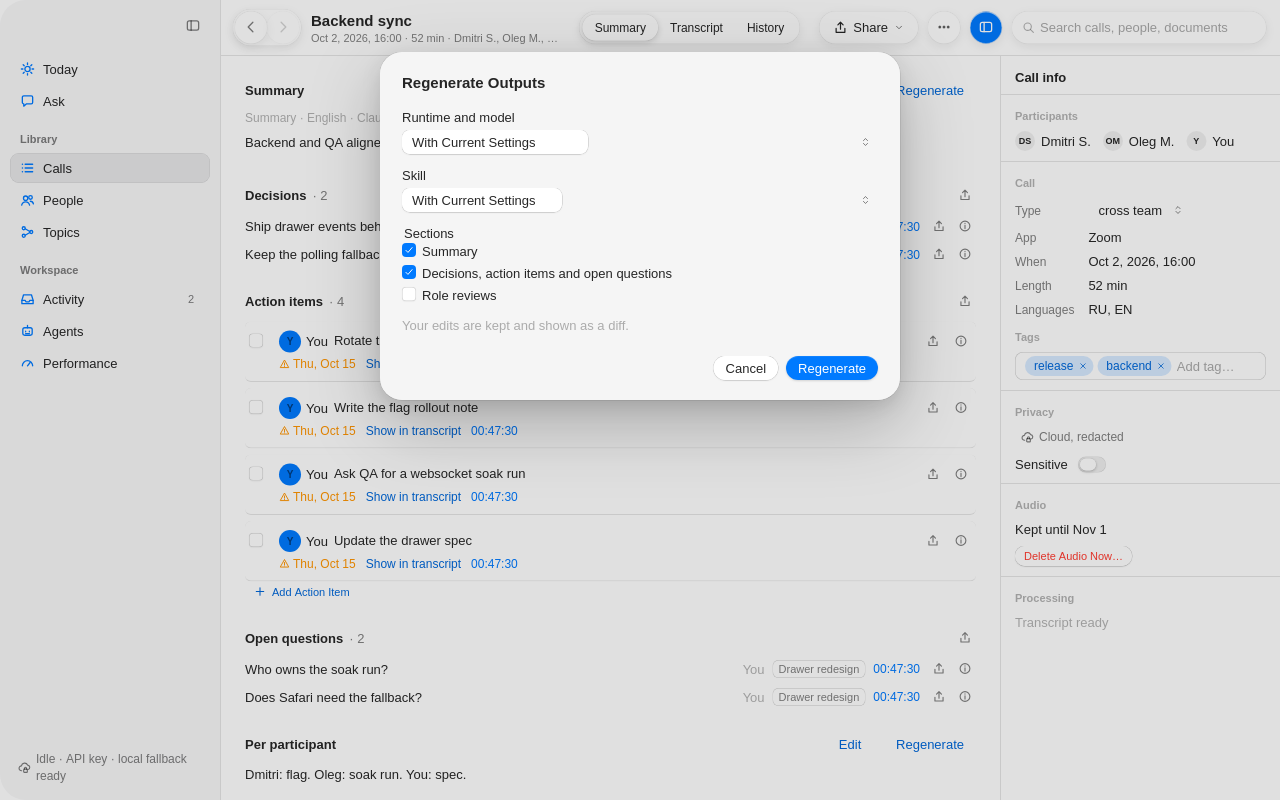 Backend sync
Oct 2, 2026, 16:00 · 52 min · Dmitri S., Oleg M., …
Summary
Transcript
History
Share
Search calls, people, documents
Today
Ask
Library
Calls
People
Topics
Workspace
Activity
2
Agents
Performance
Idle · API key · local fallback
ready
Summary
Regenerate
Summary · English · Clau
Backend and QA aligne
Decisions · 2
Ship drawer events beh
7:30
Keep the polling fallbac
7:30
Action items · 4
Y You Rotate t
Thu, Oct 15 Sh
Y You Write the flag rollout note
Thu, Oct 15 Show in transcript 00:47:30
Y You Ask QA for a websocket soak run
Thu, Oct 15 Show in transcript 00:47:30
Y You Update the drawer spec
Thu, Oct 15 Show in transcript 00:47:30
Add Action Item
Open questions · 2
Who owns the soak run? You Drawer redesign 00:47:30
Does Safari need the fallback? You Drawer redesign 00:47:30
Per participant
Edit
Regenerate
Dmitri: flag. Oleg: soak run. You: spec.
Regenerate Outputs
Runtime and model
With Current Settings
Skill
With Current Settings
Sections
Summary
Decisions, action items and open questions
Role reviews
Your edits are kept and shown as a diff.
Cancel
Regenerate
Call info
Participants
DS Dmitri S. OM Oleg M. Y You
Call
Type cross team
App Zoom
When Oct 2, 2026, 16:00
Length 52 min
Languages RU, EN
Tags
release × backend × Add tag…
Privacy
Cloud, redacted
Sensitive
Audio
Kept until Nov 1
Delete Audio Now…
Processing
Transcript ready